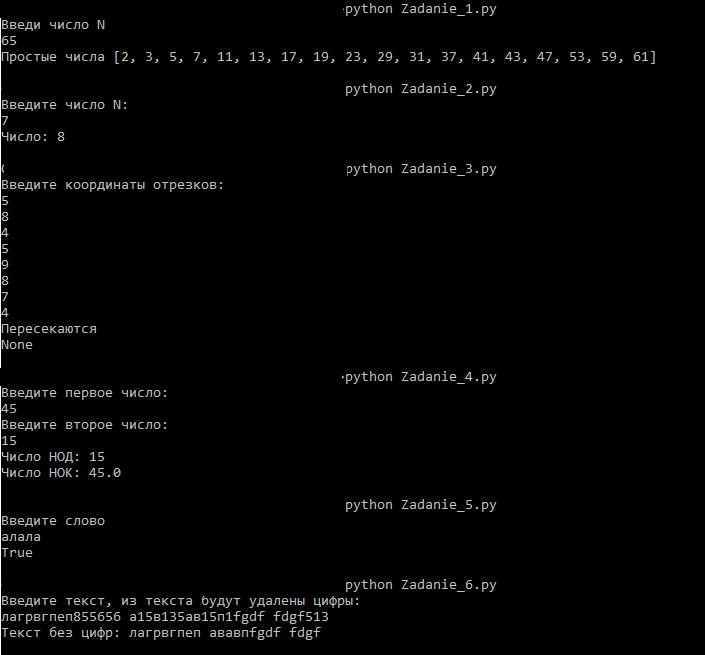 python Zadanie_1.py
Введи число N
65
Простые числа [2, 3, 5, 7, 11, 13, 17, 19, 23, 29, 31, 37, 41, 43, 47, 53, 59, 61]
python Zadanie_2.py
Введите число N:
7
Число: 8
python Zadanie_3.py
Введите координаты отрезков:
5
8
4
5
9
8
7
4
Пересекаются
None
python Zadanie_4.py
Введите первое число:
45
Введите второе число:
15
Число НОД: 15
Число НОК: 45.0
python Zadanie_5.py
Введите слово
алала
True
python Zadanie_6.py
Введите текст, из текста будут удалены цифры:
лагрвгпеп855656 а15в135ав15п1fgdf fdgf513
Текст без цифр: лагрвгпеп ававпfgdf fdgf